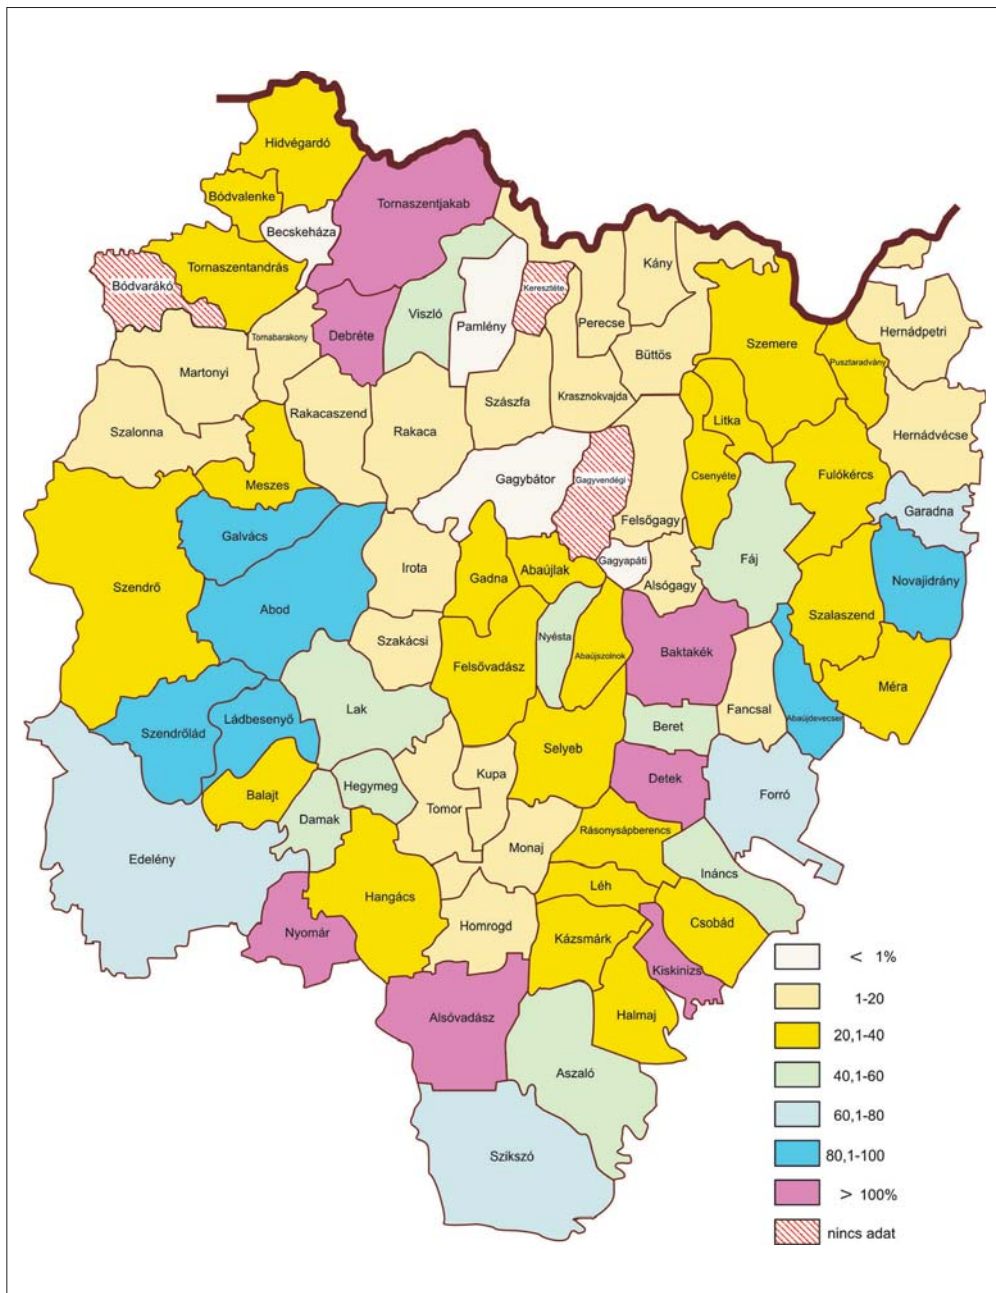 Hidvégardó
Bódvalenke
Tornaszentjakab
Becskeháza
Tornaszentandrás
Bódvarákó
Kány
Keresztéte
Viszló
Pamlény
Perecse
Debréte
Tornabarakony
Hernádpetri
Szemere
Büttös
Pusztaradvány
Martonyi
Szászfa
Krasznokvajda
Rakacaszend
Rakaca
Litka
Szalonna
Hernádvécse
Meszes
Gagybátor
Gagyvendégi
Csenyéte
Fulókércs
Garadna
Felsőgagy
Galvács
Fáj
Gagyapáti
Irota
Gadna
Abaújlak
Novajidrány
Alsógagy
Szendrő
Abod
Szalaszend
Szakácsi
Nyésta
Abaújszolnok
Baktakék
Felsővadász
Méra
Lak
Fancsal
Abaújdevecser
Ládbesenyő
Szendrőlád
Beret
Selyeb
Kupa
Detek
Hegymeg
Balajt
Tomor
Forró
Damak
Rásonysápberencs
Monaj
Edelény
Ináncs
Léh
Hangács
Csobád
Homrogd
Nyomár
Kázsmárk
Kiskinizs
Alsóvadász
Halmaj
Aszaló
Szikszó
< 1%
1-20
20,1-40
40,1-60
60,1-80
80,1-100
> 100%
nincs adat